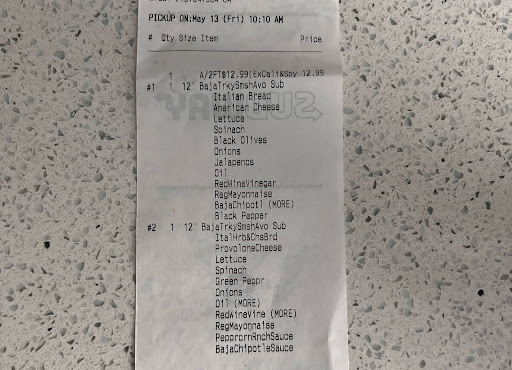 PICKUP ON:May 13 (Fri) 10:10 AM
# Qty Size Item Price
1 A/2FT$12.99(ExCali&Soy 12.99
#1 1 12" BajaTrkySmshAvo Sub
Italian Bread
American Cheese
Lettuce
Spinach
Black Olives
Onions
Jalapenos
Oil
RedWineVinegar
RegMayonnaise
BajaChipotl (MORE)
Black Pepper
#2 1 12" BajaTrkySmshAvo Sub
ItalHrb&ChsBrd
ProvoloneCheese
Lettuce
Spinach
Green Peppr
Onions
Oil (MORE)
RedWineVine (MORE)
RegMayonnaise
PepprcrnRnchSauce
BajaChipotleSauce